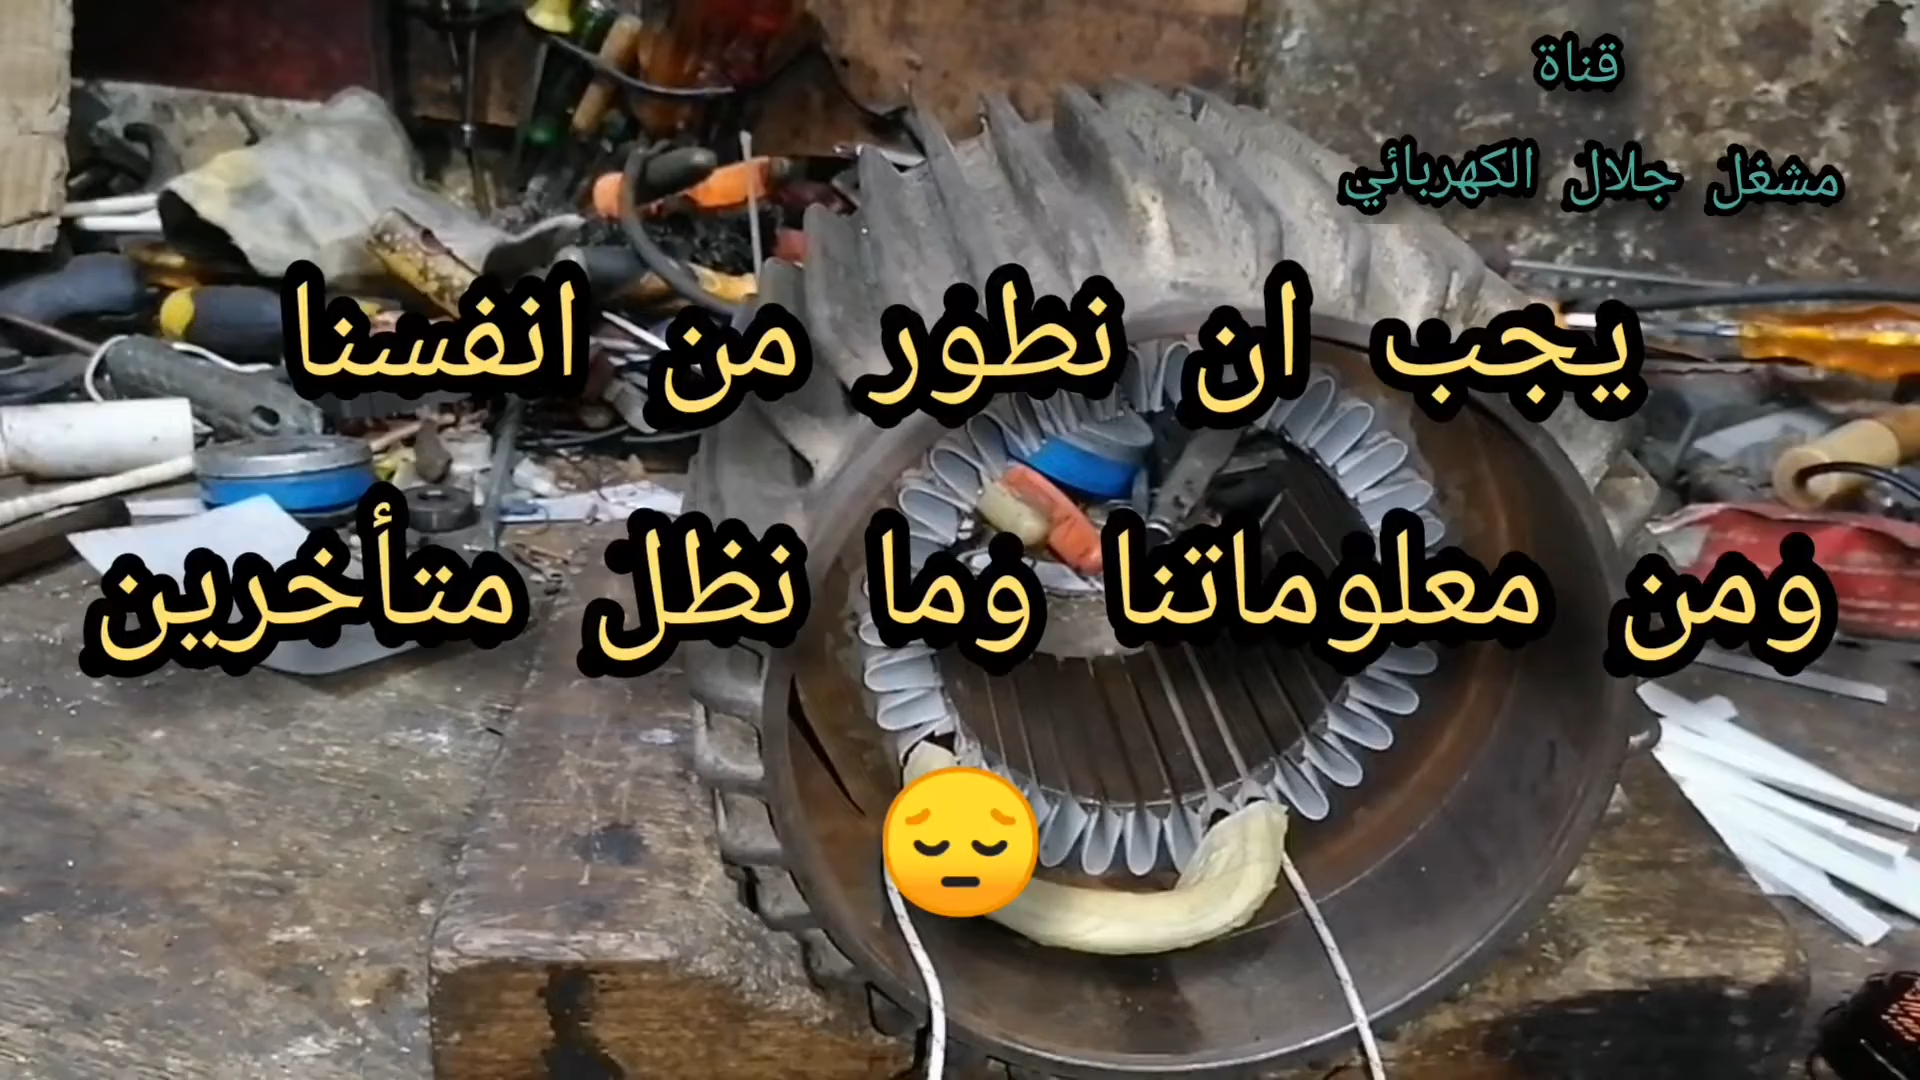 قناة
مشغل جلال الكهربائي
يجب ان نطور من انفسنا
ومن معلوماتنا وما نظل متأخرين